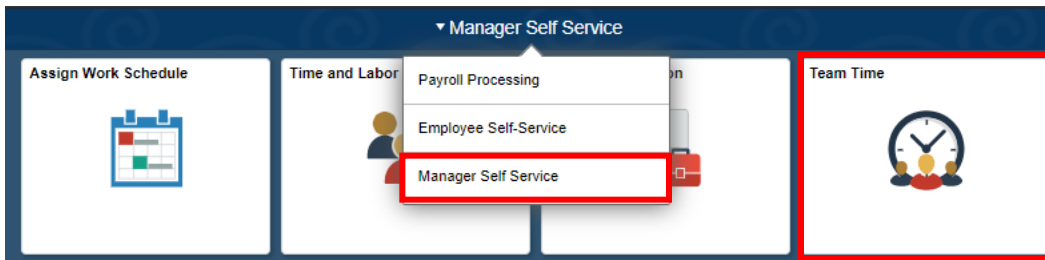 ▾ Manager Self Service
Assign Work Schedule
Time and Labor
Team Time
Payroll Processing
Employee Self-Service
Manager Self Service